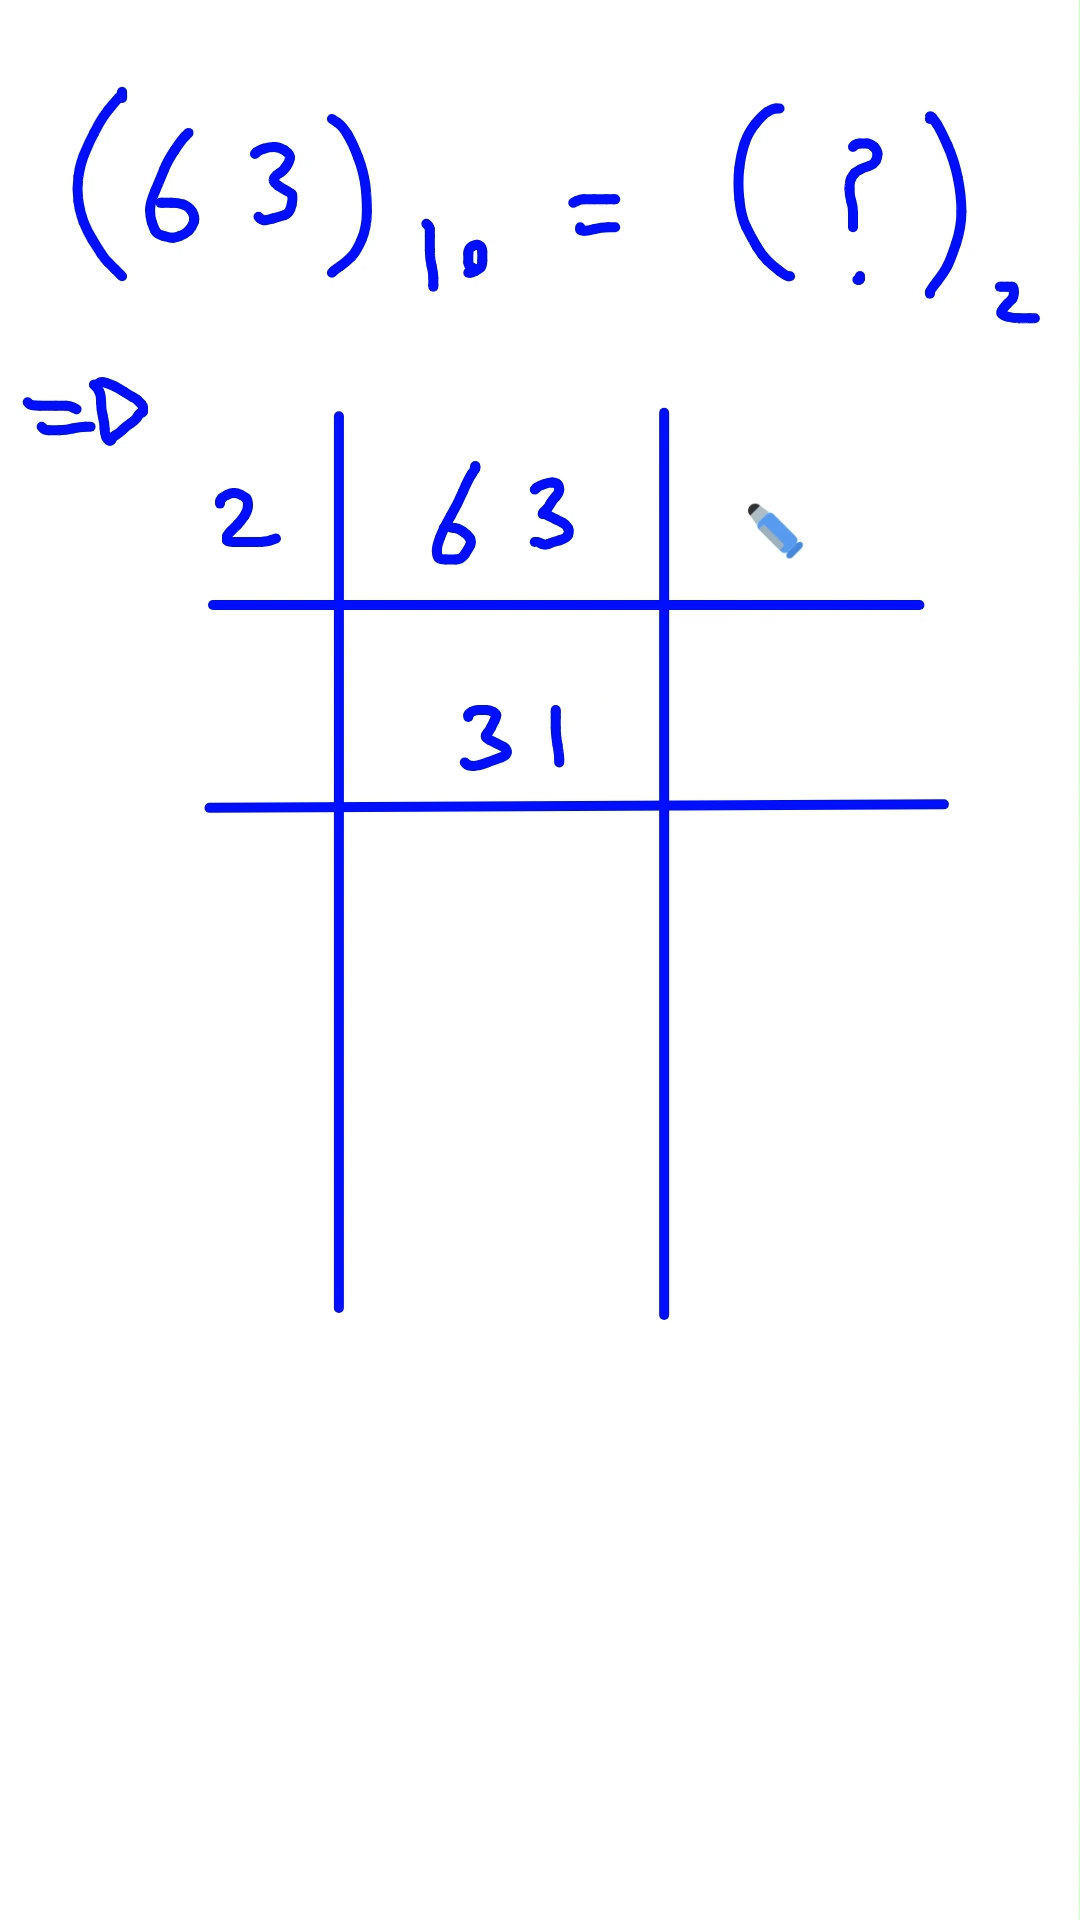 (63)10 = (?)2
=> 2 63
31